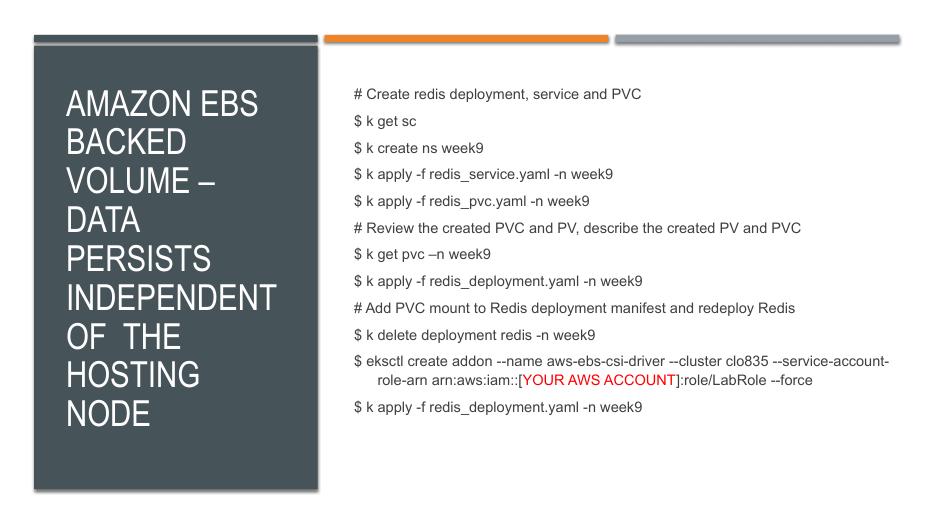 AMAZON EBS
BACKED
VOLUME –
DATA
PERSISTS
INDEPENDENT
OF THE
HOSTING
NODE
# Create redis deployment, service and PVC
$ k get sc
$ k create ns week9
$ k apply -f redis_service.yaml -n week9
$ k apply -f redis_pvc.yaml -n week9
# Review the created PVC and PV, describe the created PV and PVC
$ k get pvc –n week9
$ k apply -f redis_deployment.yaml -n week9
# Add PVC mount to Redis deployment manifest and redeploy Redis
$ k delete deployment redis -n week9
$ eksctl create addon --name aws-ebs-csi-driver --cluster clo835 --service-account-
role-arn arn:aws:iam::[YOUR AWS ACCOUNT]:role/LabRole --force
$ k apply -f redis_deployment.yaml -n week9